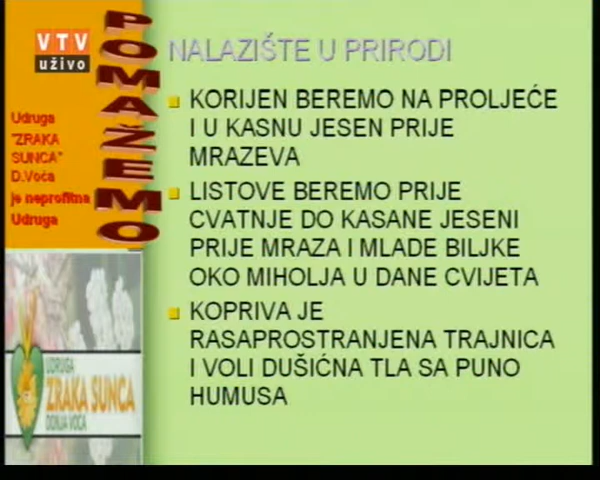 VTV
uživo
POMAŽEMO
Udruga
"ZRAKA
SUNCA"
D.Voća
je neprofitna
Udruga
NALAZIŠTE U PRIRODI
KORIJEN BEREMO NA PROLJEĆE
I U KASNU JESEN PRIJE
MRAZEVA
LISTOVE BEREMO PRIJE
CVATNJE DO KASANE JESENI
PRIJE MRAZA I MLADE BILJKE
OKO MIHOLJA U DANE CVIJETA
KOPRIVA JE
RASAPROSTRANJENA TRAJNICA
I VOLI DUŠIĆNA TLA SA PUNO
HUMUSA
UDRUGA
ZRAKA SUNCA
DONJA VOĆA